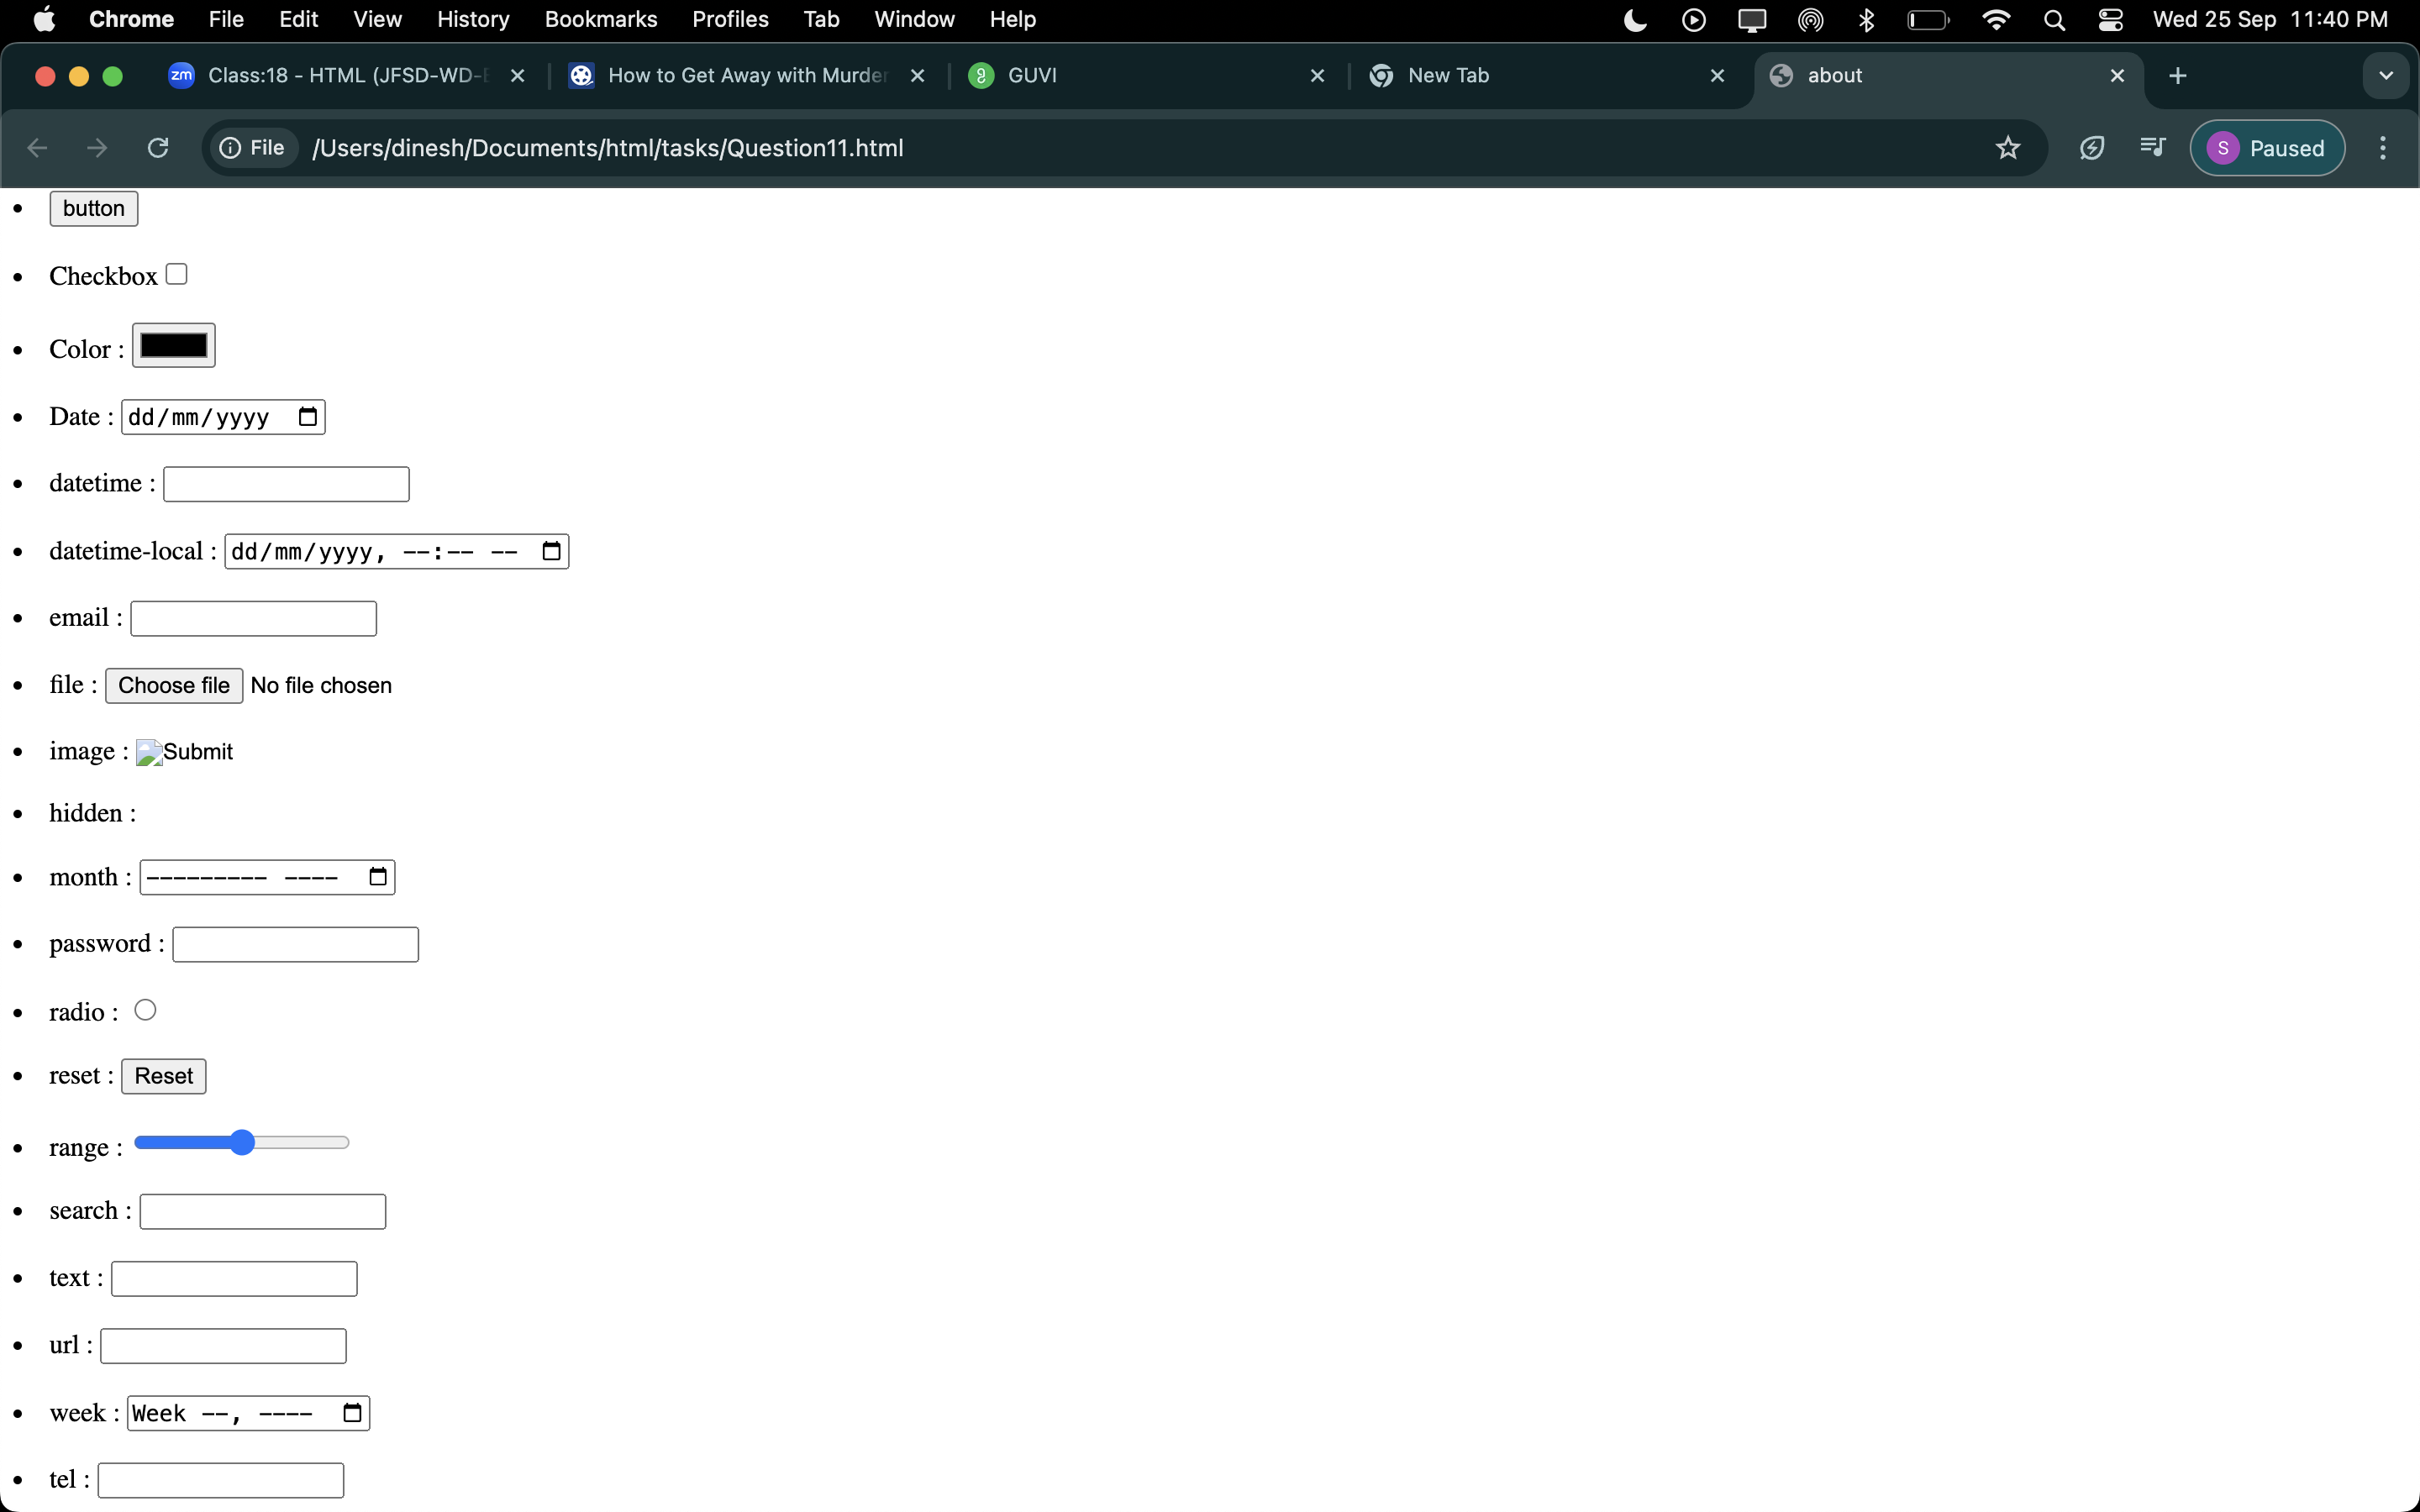 Chrome File Edit View History Bookmarks Profiles Tab Window Help Wed 25 Sep 11:40 PM
zm Class:18 - HTML (JFSD-WD- How to Get Away with Murder GUVI New Tab about
File /Users/dinesh/Documents/html/tasks/Question11.html S Paused
• button
• Checkbox
• Color :
• Date : dd/mm/yyyy
• datetime :
• datetime-local : dd/mm/yyyy, --:-- --
• email :
• file : Choose file No file chosen
• image : Submit
• hidden :
• month : --------- ----
• password :
• radio :
• reset : Reset
• range :
• search :
• text :
• url :
• week : Week --, ----
• tel :